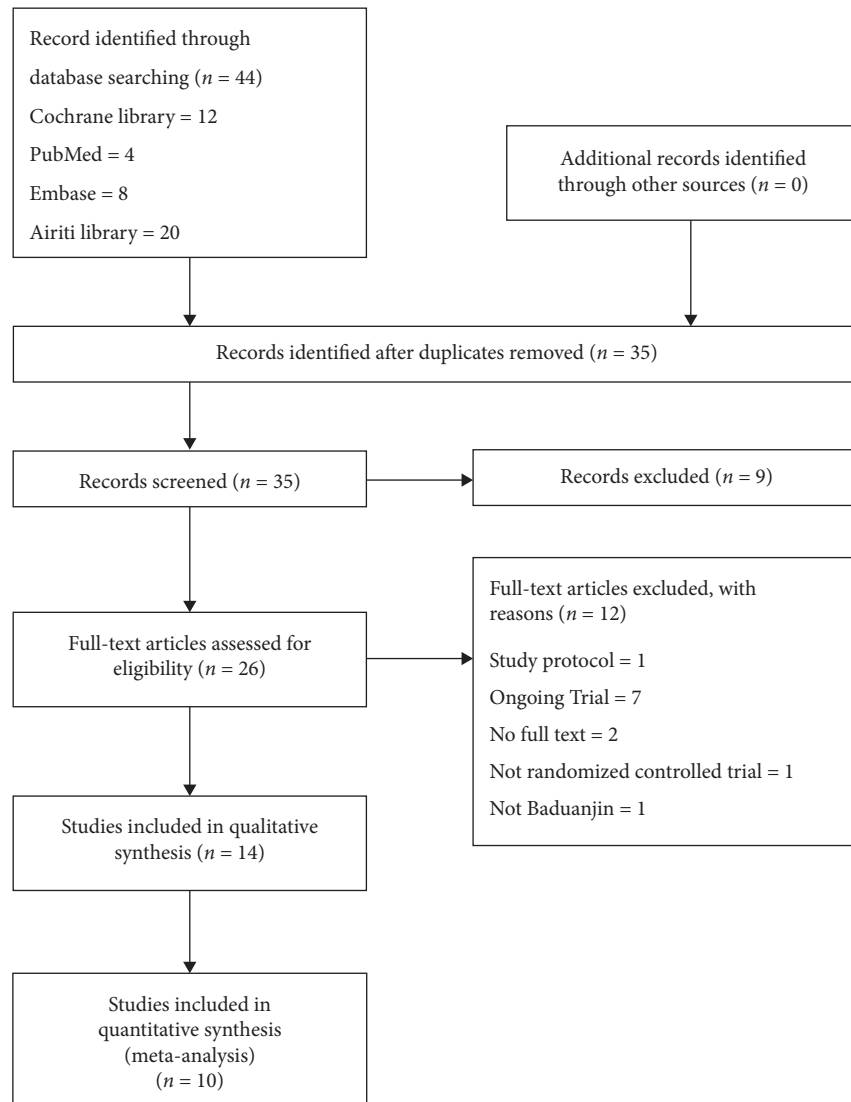 Record identified through
database searching (n = 44)
Cochrane library = 12
PubMed = 4
Embase = 8
Airiti library = 20
Additional records identified
through other sources (n = 0)
Records identified after duplicates removed (n = 35)
Records screened (n = 35)
Records excluded (n = 9)
Full-text articles assessed for
eligibility (n = 26)
Full-text articles excluded, with
reasons (n = 12)
Study protocol = 1
Ongoing Trial = 7
No full text = 2
Not randomized controlled trial = 1
Not Baduanjin = 1
Studies included in qualitative
synthesis (n = 14)
Studies included in
quantitative synthesis
(meta-analysis)
(n = 10)